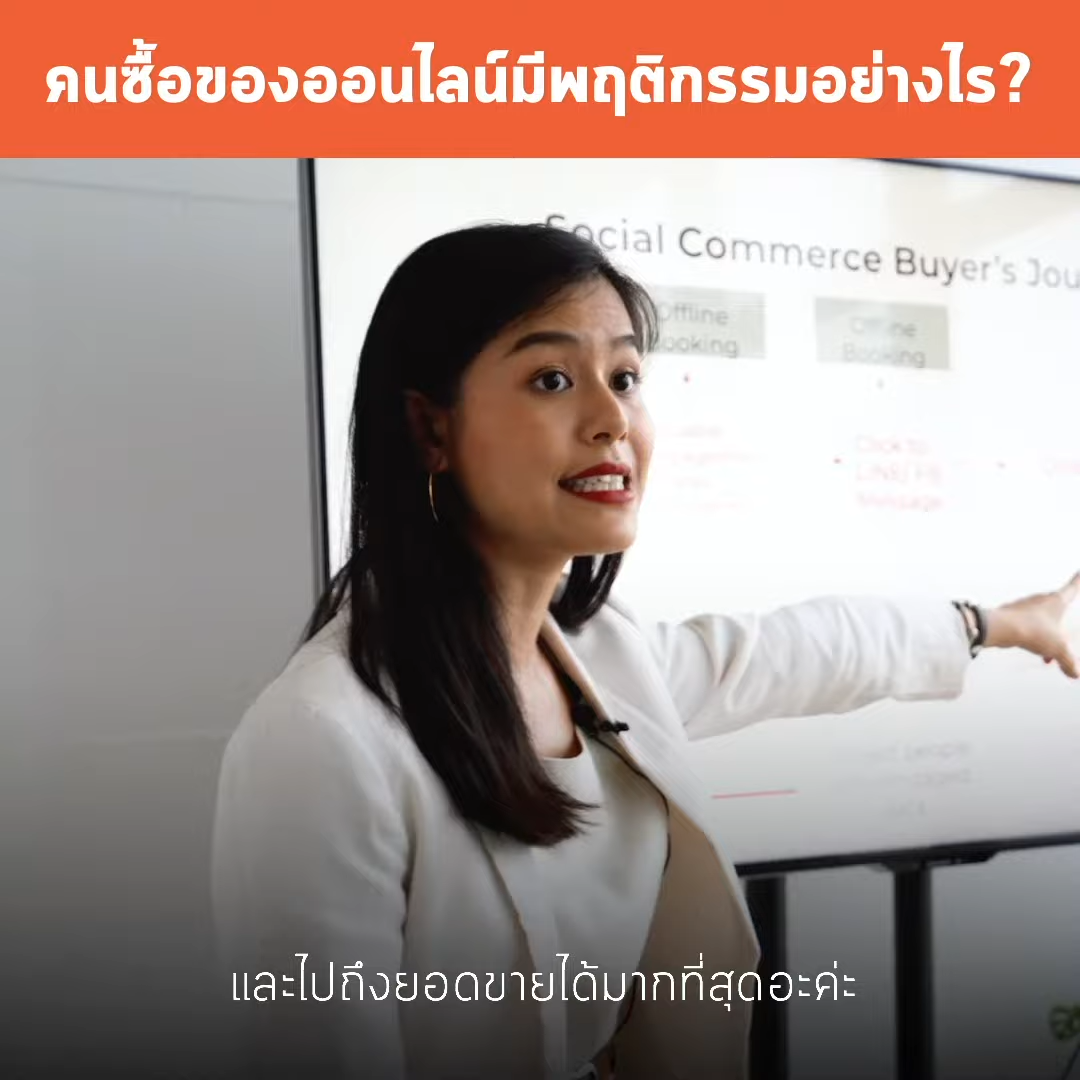 คนซื้อของออนไลน์มีพฤติกรรมอย่างไร?
Social Commerce Buyer's Jou
Offline
Booking
Offline
Booking
Click to
LINE/ FB
Message
และไปถึงยอดขายได้มากที่สุดอะค่ะ